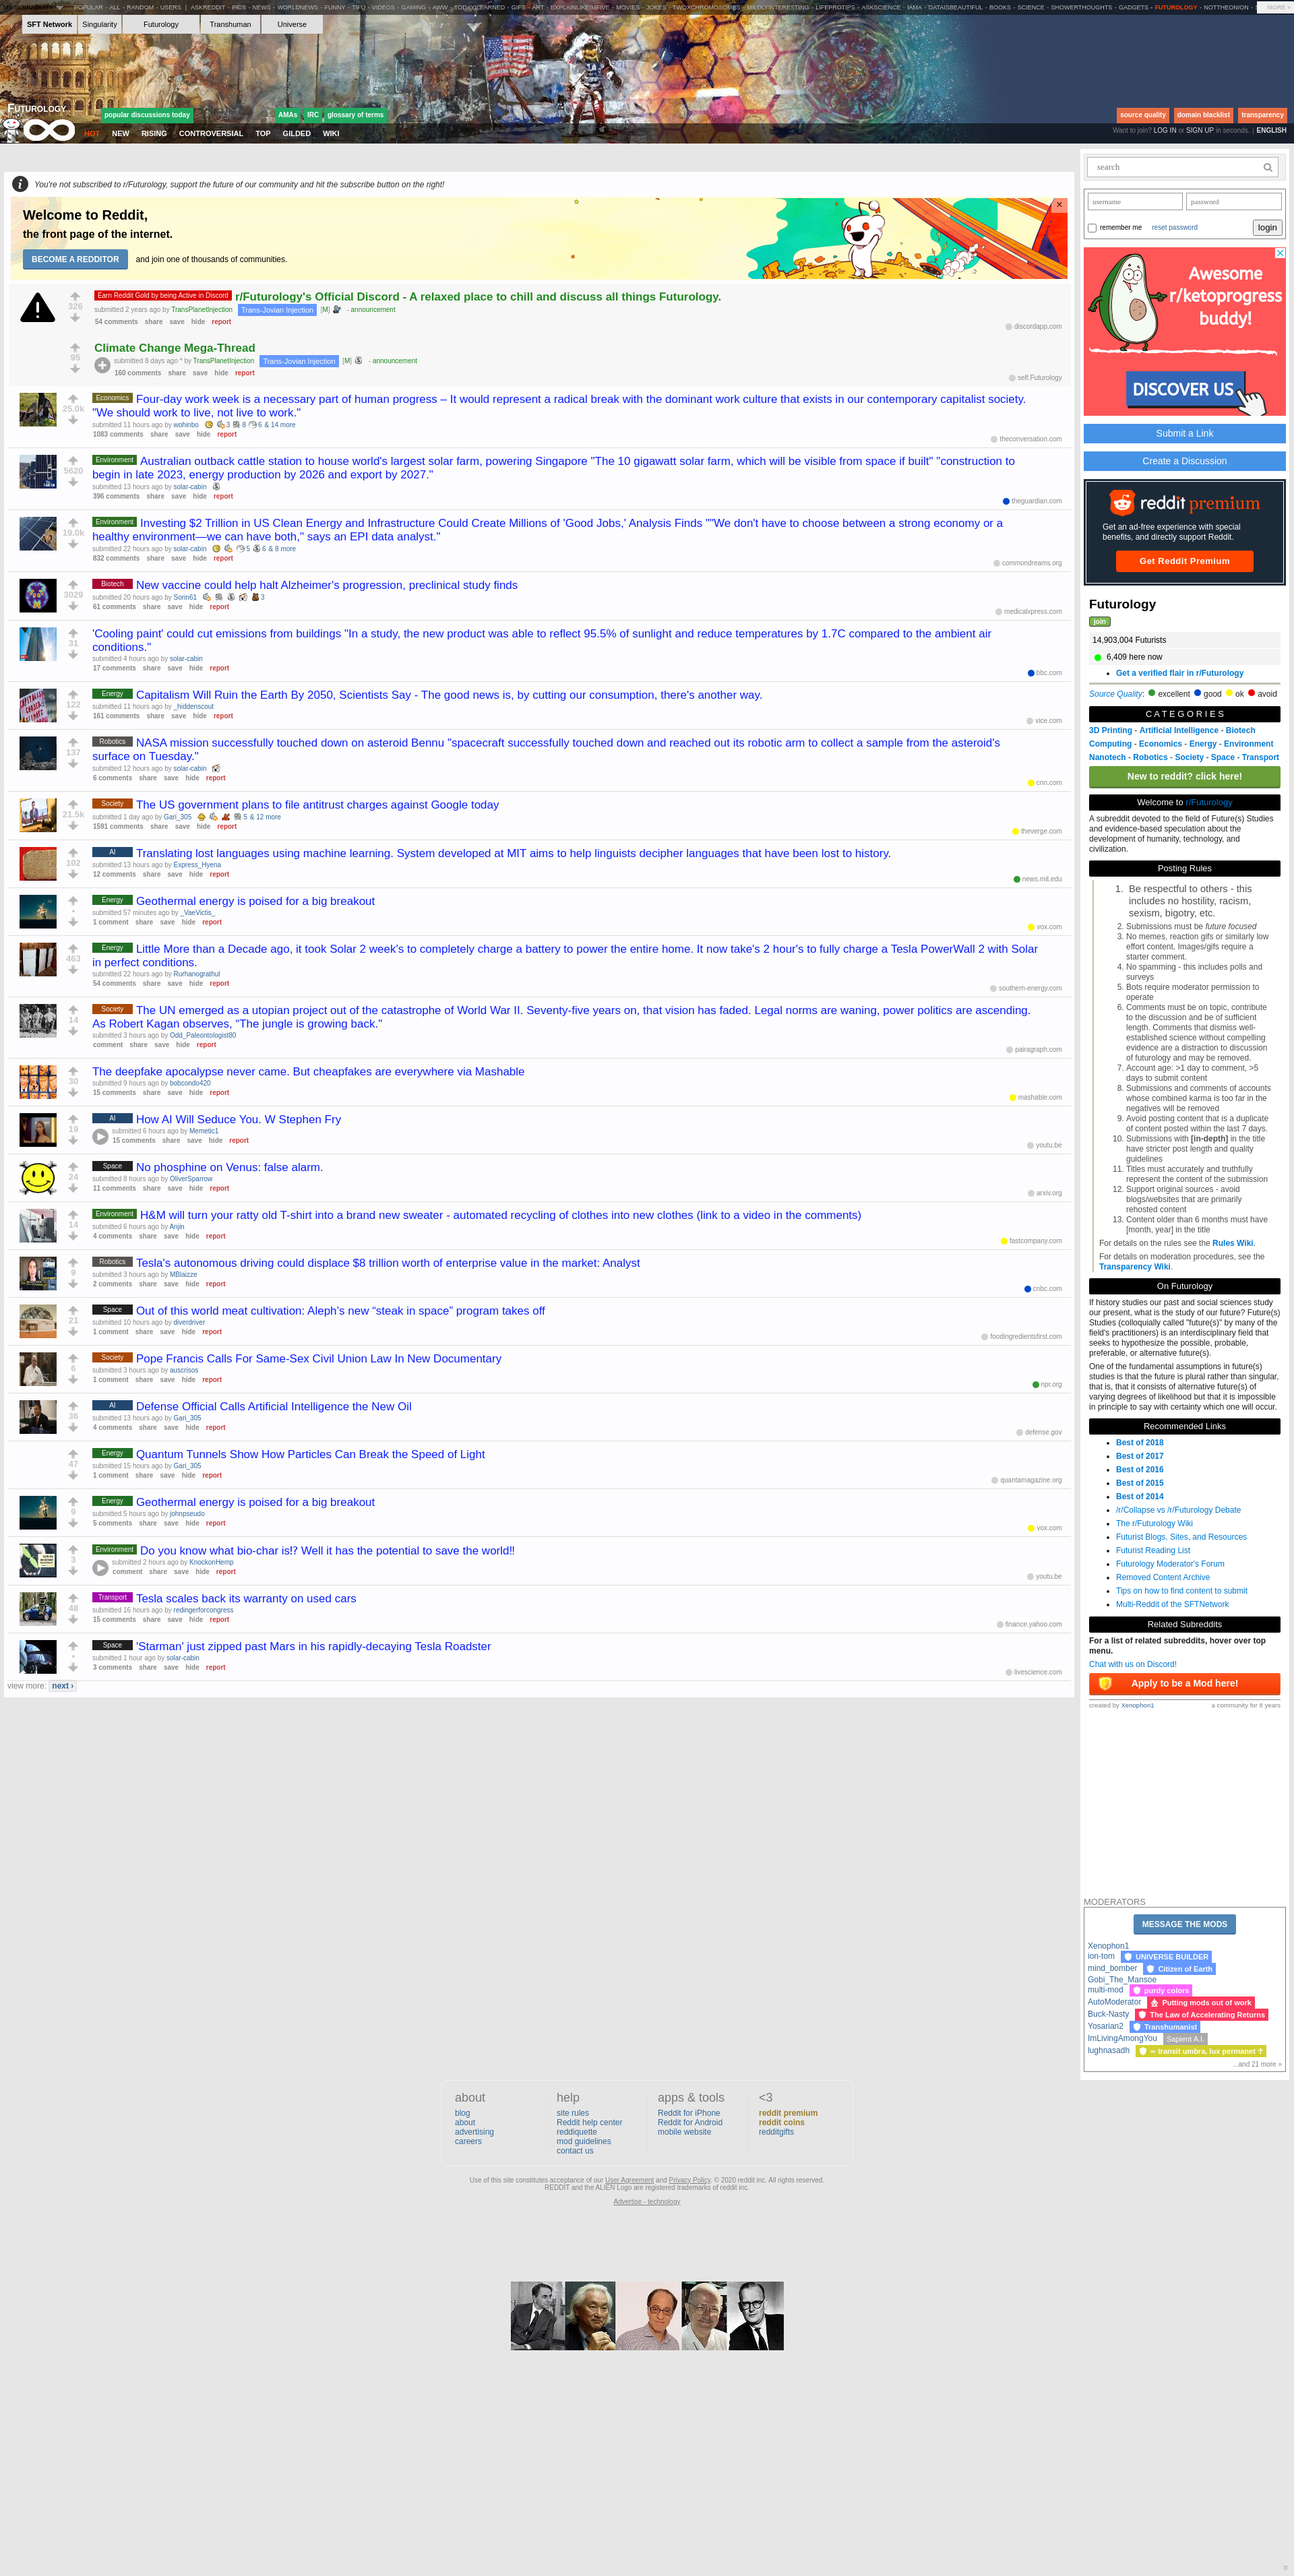 POPULAR - ALL - RANDOM - USERS | ASKREDDIT - PICS - NEWS - WORLDNEWS - FUNNY - TIFU - VIDEOS - GAMING - AWW - TODAYILEARNED - GIFS - ART - EXPLAINLIKEIMFIVE - MOVIES - JOKES - TWOXCHROMOSOMES - MILDLYINTERESTING - LIFEPROTIPS - ASKSCIENCE - IAMA - DATAISBEAUTIFUL - BOOKS - SCIENCE - SHOWERTHOUGHTS - GADGETS - FUTUROLOGY - NOTTHEONION
MORE »
SFT Network Singularity Futurology Transhuman Universe
FUTUROLOGY
popular discussions today AMAs IRC glossary of terms
source quality domain blacklist transparency
HOT NEW RISING CONTROVERSIAL TOP GILDED WIKI
Want to join? LOG IN or SIGN UP in seconds. | ENGLISH
You're not subscribed to r/Futurology, support the future of our community and hit the subscribe button on the right!
Welcome to Reddit,
the front page of the internet.
BECOME A REDDITOR and join one of thousands of communities.
×
326
Earn Reddit Gold by being Active in Discord r/Futurology's Official Discord - A relaxed place to chill and discuss all things Futurology.
submitted 2 years ago by TransPlanetInjection Trans-Jovian Injection [M] - announcement
54 comments share save hide report
discordapp.com
95
Climate Change Mega-Thread
submitted 8 days ago * by TransPlanetInjection Trans-Jovian Injection [M] - announcement
160 comments share save hide report
self.Futurology
25.0k
Economics Four-day work week is a necessary part of human progress – It would represent a radical break with the dominant work culture that exists in our contemporary capitalist society.
"We should work to live, not live to work."
submitted 11 hours ago by wohinbo 3 8 6 & 14 more
1083 comments share save hide report
theconversation.com
5620
Environment Australian outback cattle station to house world's largest solar farm, powering Singapore "The 10 gigawatt solar farm, which will be visible from space if built" "construction to
begin in late 2023, energy production by 2026 and export by 2027."
submitted 13 hours ago by solar-cabin
396 comments share save hide report
theguardian.com
19.0k
Environment Investing $2 Trillion in US Clean Energy and Infrastructure Could Create Millions of 'Good Jobs,' Analysis Finds ""We don't have to choose between a strong economy or a
healthy environment—we can have both," says an EPI data analyst."
submitted 22 hours ago by solar-cabin 5 6 & 8 more
832 comments share save hide report
commondreams.org
3029
Biotech New vaccine could help halt Alzheimer's progression, preclinical study finds
submitted 20 hours ago by Sorin61 3
61 comments share save hide report
medicalxpress.com
31
'Cooling paint' could cut emissions from buildings "In a study, the new product was able to reflect 95.5% of sunlight and reduce temperatures by 1.7C compared to the ambient air
conditions."
submitted 4 hours ago by solar-cabin
17 comments share save hide report
bbc.com
122
Energy Capitalism Will Ruin the Earth By 2050, Scientists Say - The good news is, by cutting our consumption, there's another way.
submitted 11 hours ago by _hiddenscout
161 comments share save hide report
vice.com
137
Robotics NASA mission successfully touched down on asteroid Bennu "spacecraft successfully touched down and reached out its robotic arm to collect a sample from the asteroid's
surface on Tuesday."
submitted 12 hours ago by solar-cabin
6 comments share save hide report
cnn.com
21.5k
Society The US government plans to file antitrust charges against Google today
submitted 1 day ago by Gari_305 5 & 12 more
1591 comments share save hide report
theverge.com
102
AI Translating lost languages using machine learning. System developed at MIT aims to help linguists decipher languages that have been lost to history.
submitted 13 hours ago by Express_Hyena
12 comments share save hide report
news.mit.edu
•
Energy Geothermal energy is poised for a big breakout
submitted 57 minutes ago by _VaeVictis_
1 comment share save hide report
vox.com
463
Energy Little More than a Decade ago, it took Solar 2 week's to completely charge a battery to power the entire home. It now take's 2 hour's to fully charge a Tesla PowerWall 2 with Solar
in perfect conditions.
submitted 22 hours ago by Rurhanograthul
54 comments share save hide report
southern-energy.com
14
Society The UN emerged as a utopian project out of the catastrophe of World War II. Seventy-five years on, that vision has faded. Legal norms are waning, power politics are ascending.
As Robert Kagan observes, “The jungle is growing back."
submitted 3 hours ago by Odd_Paleontologist80
comment share save hide report
pairagraph.com
30
The deepfake apocalypse never came. But cheapfakes are everywhere via Mashable
submitted 9 hours ago by bobcondo420
15 comments share save hide report
mashable.com
19
AI How AI Will Seduce You. W Stephen Fry
submitted 6 hours ago by Memetic1
15 comments share save hide report
youtu.be
24
Space No phosphine on Venus: false alarm.
submitted 8 hours ago by OliverSparrow
11 comments share save hide report
arxiv.org
14
Environment H&M will turn your ratty old T-shirt into a brand new sweater - automated recycling of clothes into new clothes (link to a video in the comments)
submitted 6 hours ago by Anjin
4 comments share save hide report
fastcompany.com
9
Robotics Tesla's autonomous driving could displace $8 trillion worth of enterprise value in the market: Analyst
submitted 3 hours ago by MBlaizze
2 comments share save hide report
cnbc.com
21
Space Out of this world meat cultivation: Aleph's new “steak in space” program takes off
submitted 10 hours ago by diverdriver
1 comment share save hide report
foodingredientsfirst.com
6
Society Pope Francis Calls For Same-Sex Civil Union Law In New Documentary
submitted 3 hours ago by auscrisos
1 comment share save hide report
npr.org
36
AI Defense Official Calls Artificial Intelligence the New Oil
submitted 13 hours ago by Gari_305
4 comments share save hide report
defense.gov
47
Energy Quantum Tunnels Show How Particles Can Break the Speed of Light
submitted 15 hours ago by Gari_305
1 comment share save hide report
quantamagazine.org
9
Energy Geothermal energy is poised for a big breakout
submitted 5 hours ago by johnpseudo
5 comments share save hide report
vox.com
3
Environment Do you know what bio-char is!? Well it has the potential to save the world!!
submitted 2 hours ago by KnockonHemp
comment share save hide report
youtu.be
48
Transport Tesla scales back its warranty on used cars
submitted 16 hours ago by redingerforcongress
15 comments share save hide report
finance.yahoo.com
•
Space 'Starman' just zipped past Mars in his rapidly-decaying Tesla Roadster
submitted 1 hour ago by solar-cabin
3 comments share save hide report
livescience.com
view more: next ›
search
username password
remember me reset password login
Awesome
r/ketoprogress
buddy!
DISCOVER US
Submit a Link
Create a Discussion
reddit premium
Get an ad-free experience with special
benefits, and directly support Reddit.
Get Reddit Premium
Futurology
join
14,903,004 Futurists
6,409 here now
Get a verified flair in r/Futurology
Source Quality: excellent good ok avoid
CATEGORIES
3D Printing - Artificial Intelligence - Biotech
Computing - Economics - Energy - Environment
Nanotech - Robotics - Society - Space - Transport
New to reddit? click here!
Welcome to r/Futurology
A subreddit devoted to the field of Future(s) Studies
and evidence-based speculation about the
development of humanity, technology, and
civilization.
Posting Rules
1. Be respectful to others - this
includes no hostility, racism,
sexism, bigotry, etc.
2. Submissions must be future focused
3. No memes, reaction gifs or similarly low
effort content. Images/gifs require a
starter comment.
4. No spamming - this includes polls and
surveys
5. Bots require moderator permission to
operate
6. Comments must be on topic, contribute
to the discussion and be of sufficient
length. Comments that dismiss well-
established science without compelling
evidence are a distraction to discussion
of futurology and may be removed.
7. Account age: >1 day to comment, >5
days to submit content
8. Submissions and comments of accounts
whose combined karma is too far in the
negatives will be removed
9. Avoid posting content that is a duplicate
of content posted within the last 7 days.
10. Submissions with [in-depth] in the title
have stricter post length and quality
guidelines
11. Titles must accurately and truthfully
represent the content of the submission
12. Support original sources - avoid
blogs/websites that are primarily
rehosted content
13. Content older than 6 months must have
[month, year] in the title
For details on the rules see the Rules Wiki.
For details on moderation procedures, see the
Transparency Wiki.
On Futurology
If history studies our past and social sciences study
our present, what is the study of our future? Future(s)
Studies (colloquially called "future(s)" by many of the
field's practitioners) is an interdisciplinary field that
seeks to hypothesize the possible, probable,
preferable, or alternative future(s).
One of the fundamental assumptions in future(s)
studies is that the future is plural rather than singular,
that is, that it consists of alternative future(s) of
varying degrees of likelihood but that it is impossible
in principle to say with certainty which one will occur.
Recommended Links
Best of 2018
Best of 2017
Best of 2016
Best of 2015
Best of 2014
/r/Collapse vs /r/Futurology Debate
The r/Futurology Wiki
Futurist Blogs, Sites, and Resources
Futurist Reading List
Futurology Moderator's Forum
Removed Content Archive
Tips on how to find content to submit
Multi-Reddit of the SFTNetwork
Related Subreddits
For a list of related subreddits, hover over top
menu.
Chat with us on Discord!
Apply to be a Mod here!
created by Xenophon1 a community for 8 years
MODERATORS
MESSAGE THE MODS
Xenophon1
ion-tom UNIVERSE BUILDER
mind_bomber Citizen of Earth
Gobi_The_Mansoe
multi-mod purdy colors
AutoModerator Putting mods out of work
Buck-Nasty The Law of Accelerating Returns
Yosarian2 Transhumanist
ImLivingAmongYou Sapient A.I.
lughnasadh ∞ transit umbra, lux permanet ☥
...and 21 more »
about
blog
about
advertising
careers
help
site rules
Reddit help center
reddiquette
mod guidelines
contact us
apps & tools
Reddit for iPhone
Reddit for Android
mobile website
<3
reddit premium
reddit coins
redditgifts
Use of this site constitutes acceptance of our User Agreement and Privacy Policy. © 2020 reddit inc. All rights reserved.
REDDIT and the ALIEN Logo are registered trademarks of reddit inc.
Advertise - technology
π